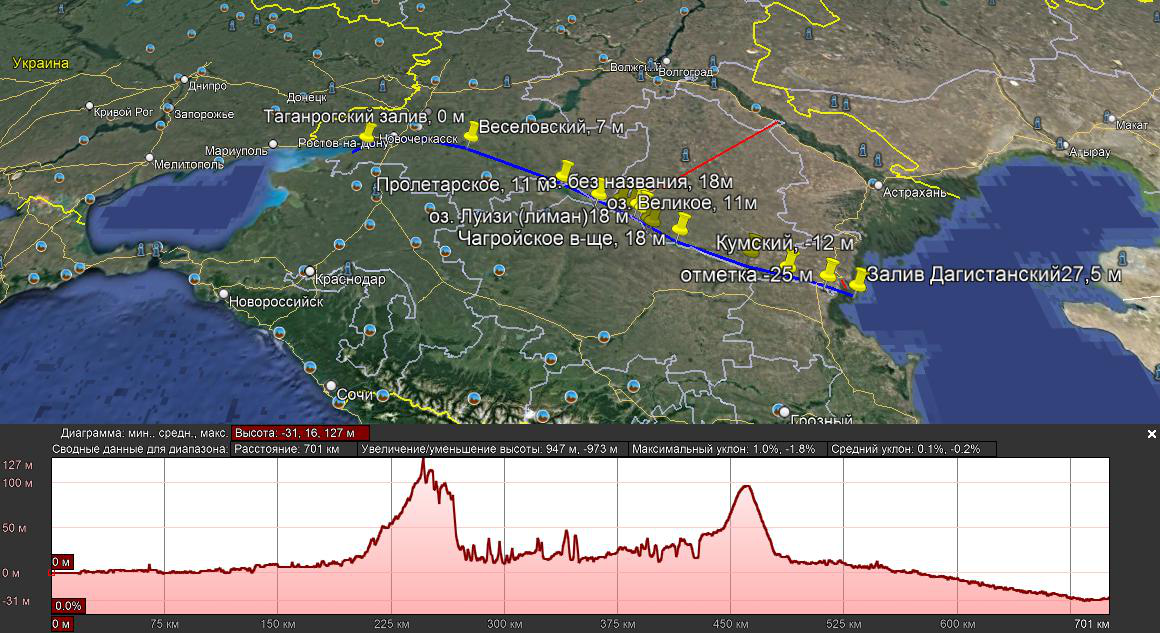 Украина
Волжский
Волгоград
Днипро
Донецк
Макат
Кривой Рог
Запорожье
Таганрогский залив, 0 м
Веселовский, 7 м
Новочеркасск
Ростов-на-Дону
Мариуполь
Атырау
Мелитополь
Пролетарское, 11 м
оз. без названия, 18м
Астрахань
оз. Великое, 11м
оз. Луизи (лиман)18 м
Чагройское в-ще, 18 м
Кумский, -12 м
отметка -25 м
Залив Дагистанский27,5 м
Краснодар
Новороссийск
Сочи
Грозный
Диаграмма: мин., средн., макс. Высота: -31, 16, 127 м
Сводные данные для диапазона: Расстояние: 701 км Увеличение/уменьшение высоты: 947 м, -973 м Максимальный уклон: 1.0%, -1.8% Средний уклон: 0.1%, -0.2%
127 м
100 м
50 м
0 м
0 м
-31 м
0.0%
0 м
75 км
150 км
225 км
300 км
375 км
450 км
525 км
600 км
701 км